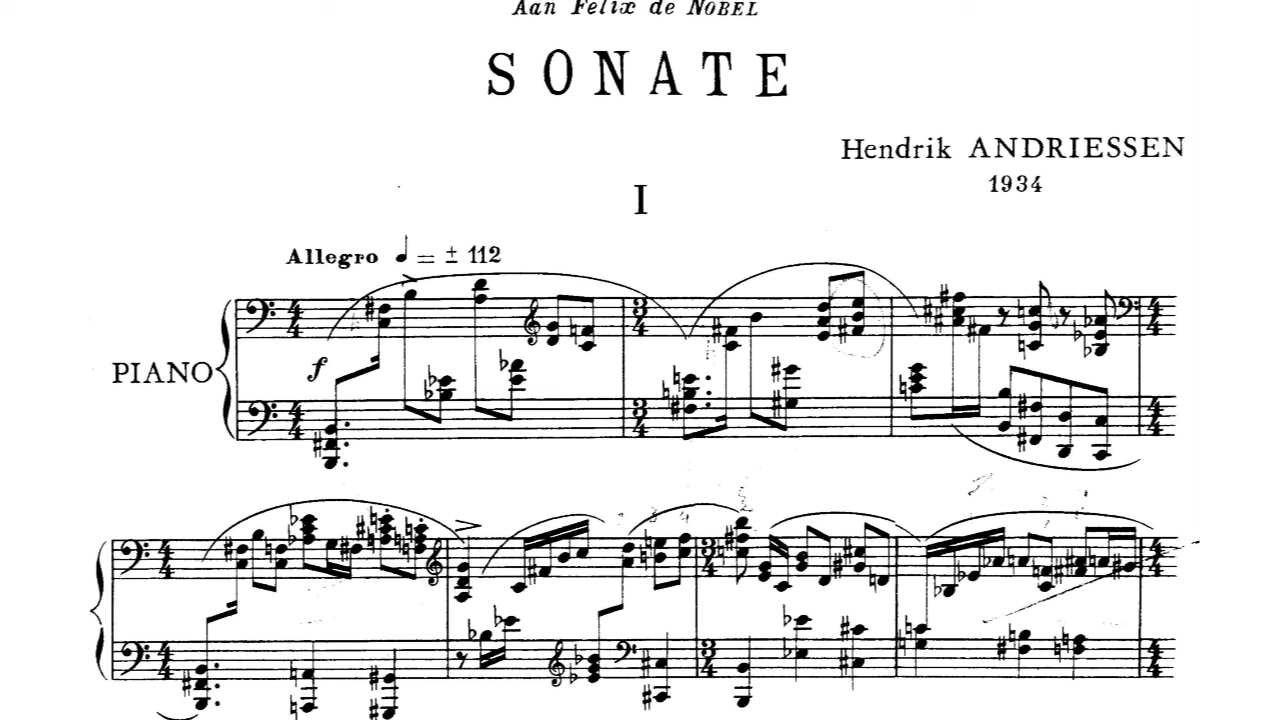 Aan Felix de NOBEL
SONATE
Hendrik ANDRIESSEN
1934
I
Allegro ♩ = ± 112
PIANO
f